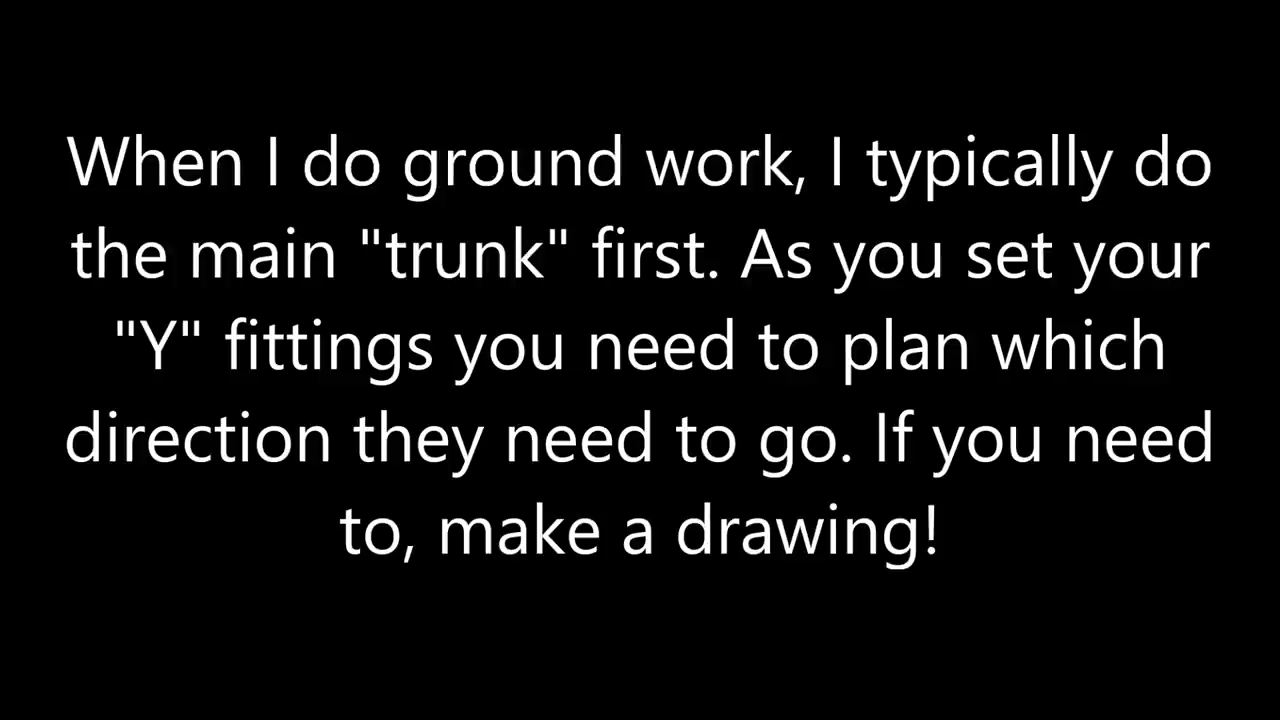 When I do ground work, I typically do
the main "trunk" first. As you set your
"Y" fittings you need to plan which
direction they need to go. If you need
to, make a drawing!